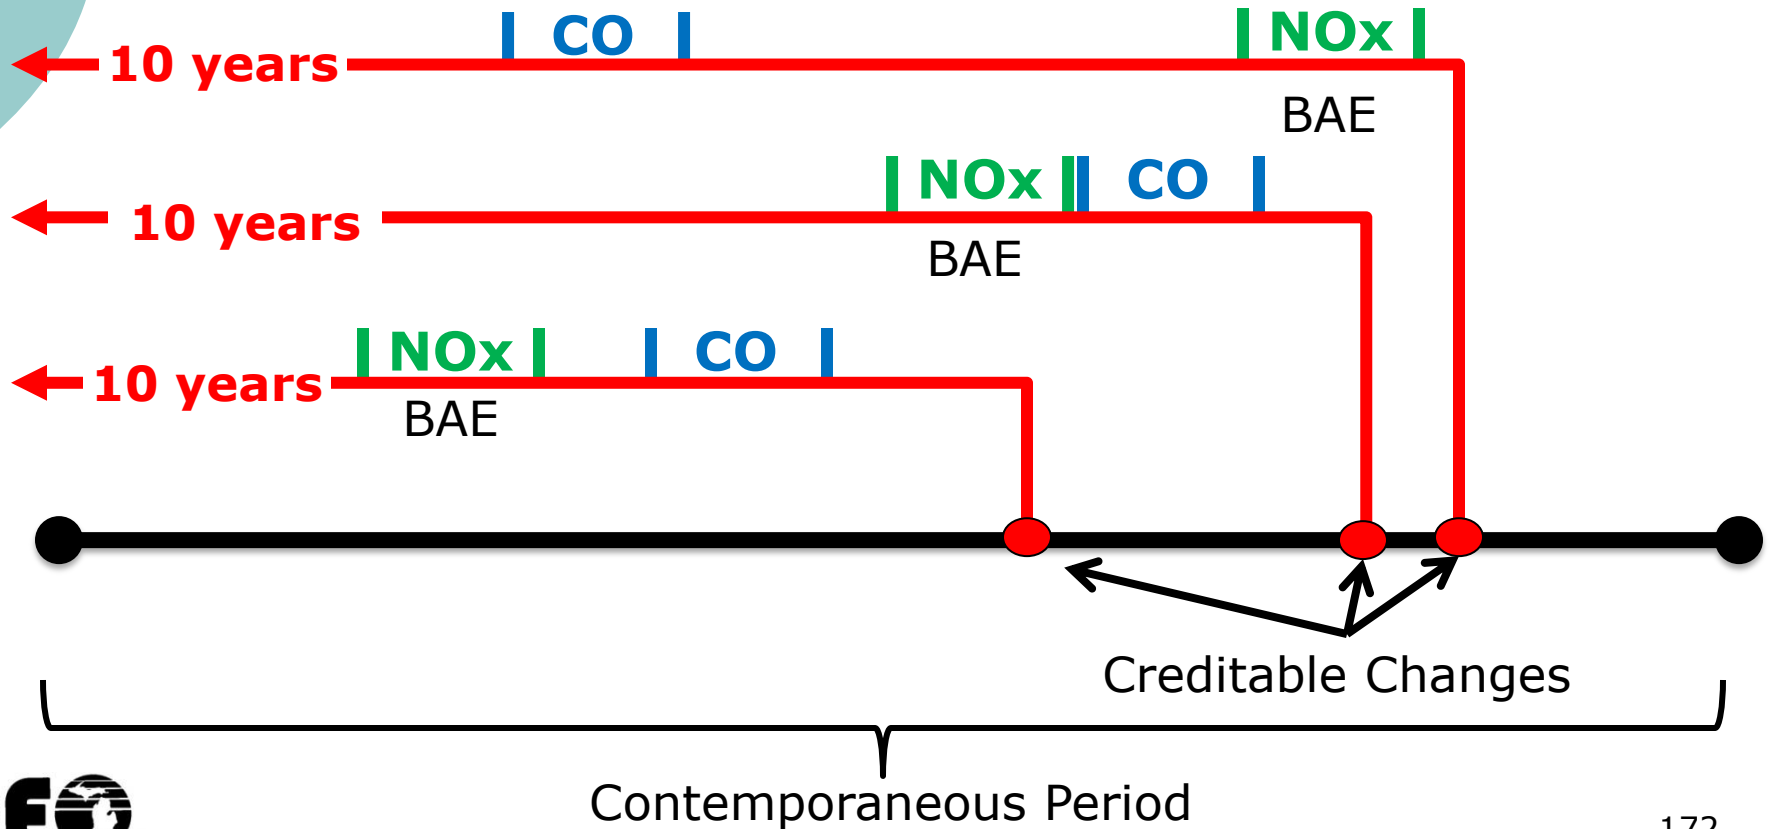 CO NOx
10 years
BAE
NOx CO
10 years
BAE
NOx CO
10 years
BAE
Creditable Changes
Contemporaneous Period
172